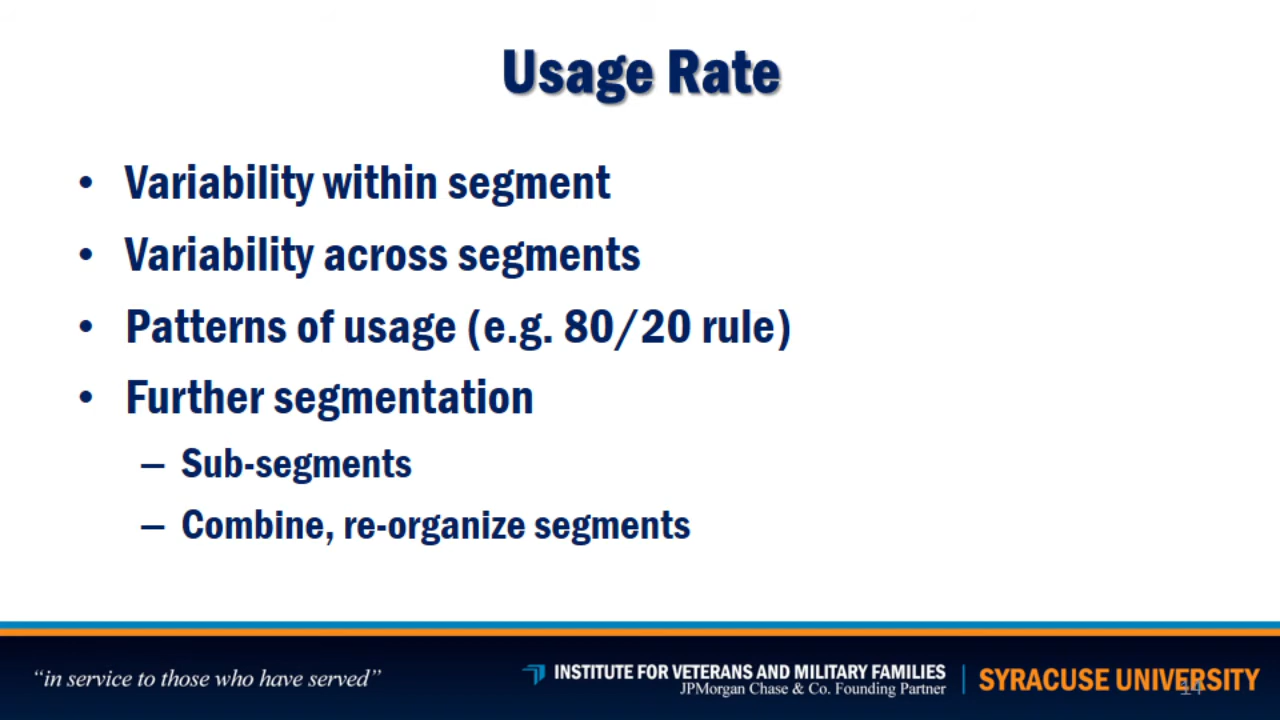 Usage Rate
• Variability within segment
• Variability across segments
• Patterns of usage (e.g. 80/20 rule)
• Further segmentation
– Sub-segments
– Combine, re-organize segments
“in service to those who have served”
INSTITUTE FOR VETERANS AND MILITARY FAMILIES
JPMorgan Chase & Co. Founding Partner
SYRACUSE UNIVERSITY
14